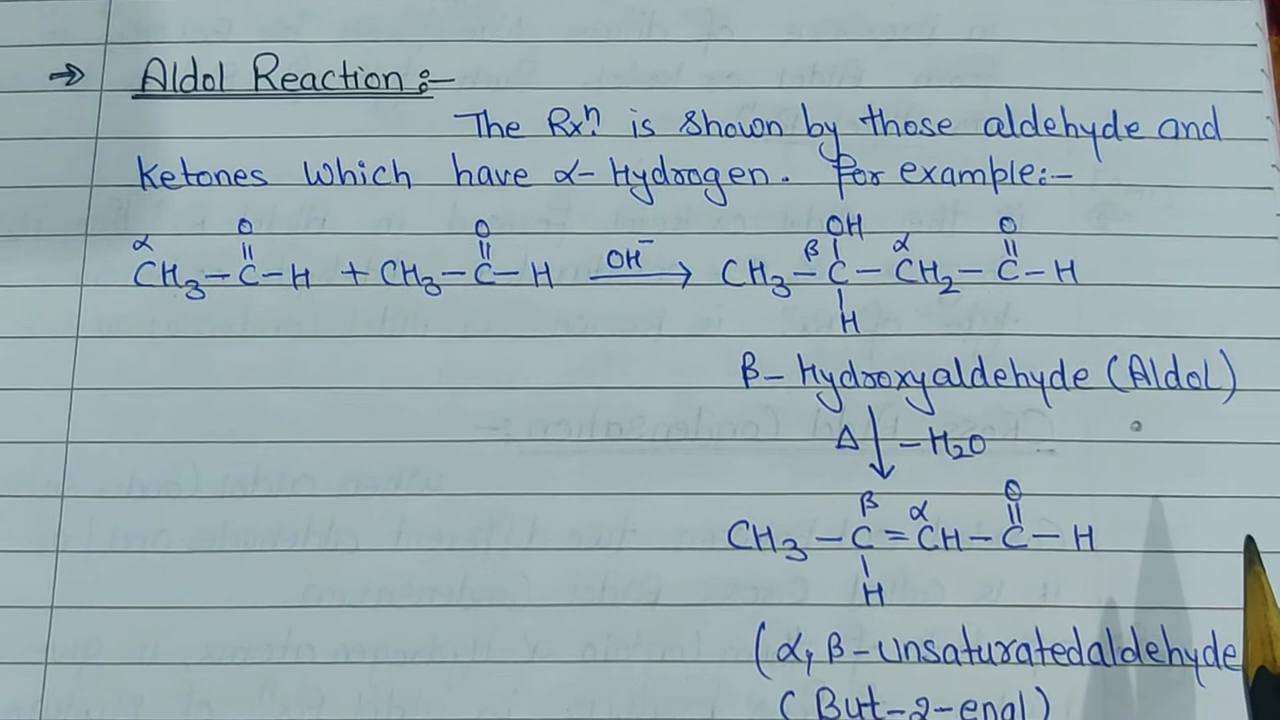 ⇒ Aldol Reaction :-
The Rxⁿ. is shown by those aldehyde and
Ketones which have α-Hydrogen. For example:-
α O O OH O
CH₃-C-H + CH₃-C-H OH⁻ → CH₃-C-CH₂-C-H
β α
H
β-Hydroxyaldehyde (Aldol)
Δ ↓ -H₂O
β α O
CH₃-C=CH-C-H
H
(α, β-unsaturatedaldehyde
(But-2-enal)